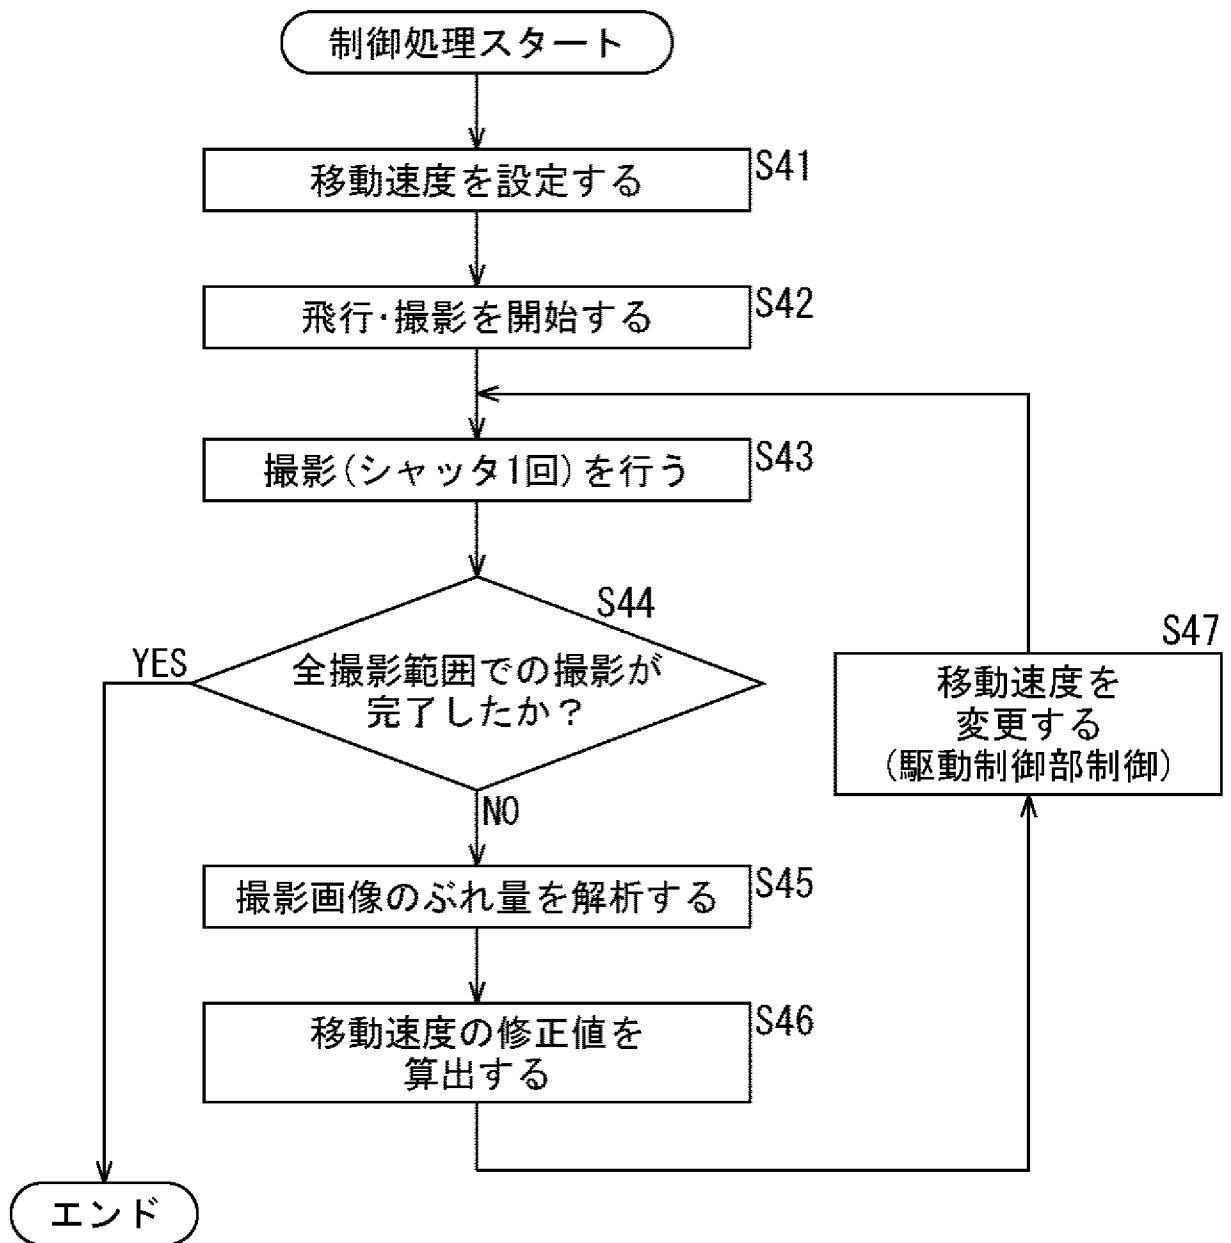 制御処理スタート
移動速度を設定する
S41
飛行・撮影を開始する
S42
撮影(シャッタ1回)を行う
S43
S44
全撮影範囲での撮影が
完了したか?
YES
NO
撮影画像のぶれ量を解析する
S45
移動速度の修正値を
算出する
S46
S47
移動速度を
変更する
(駆動制御部制御)
エンド